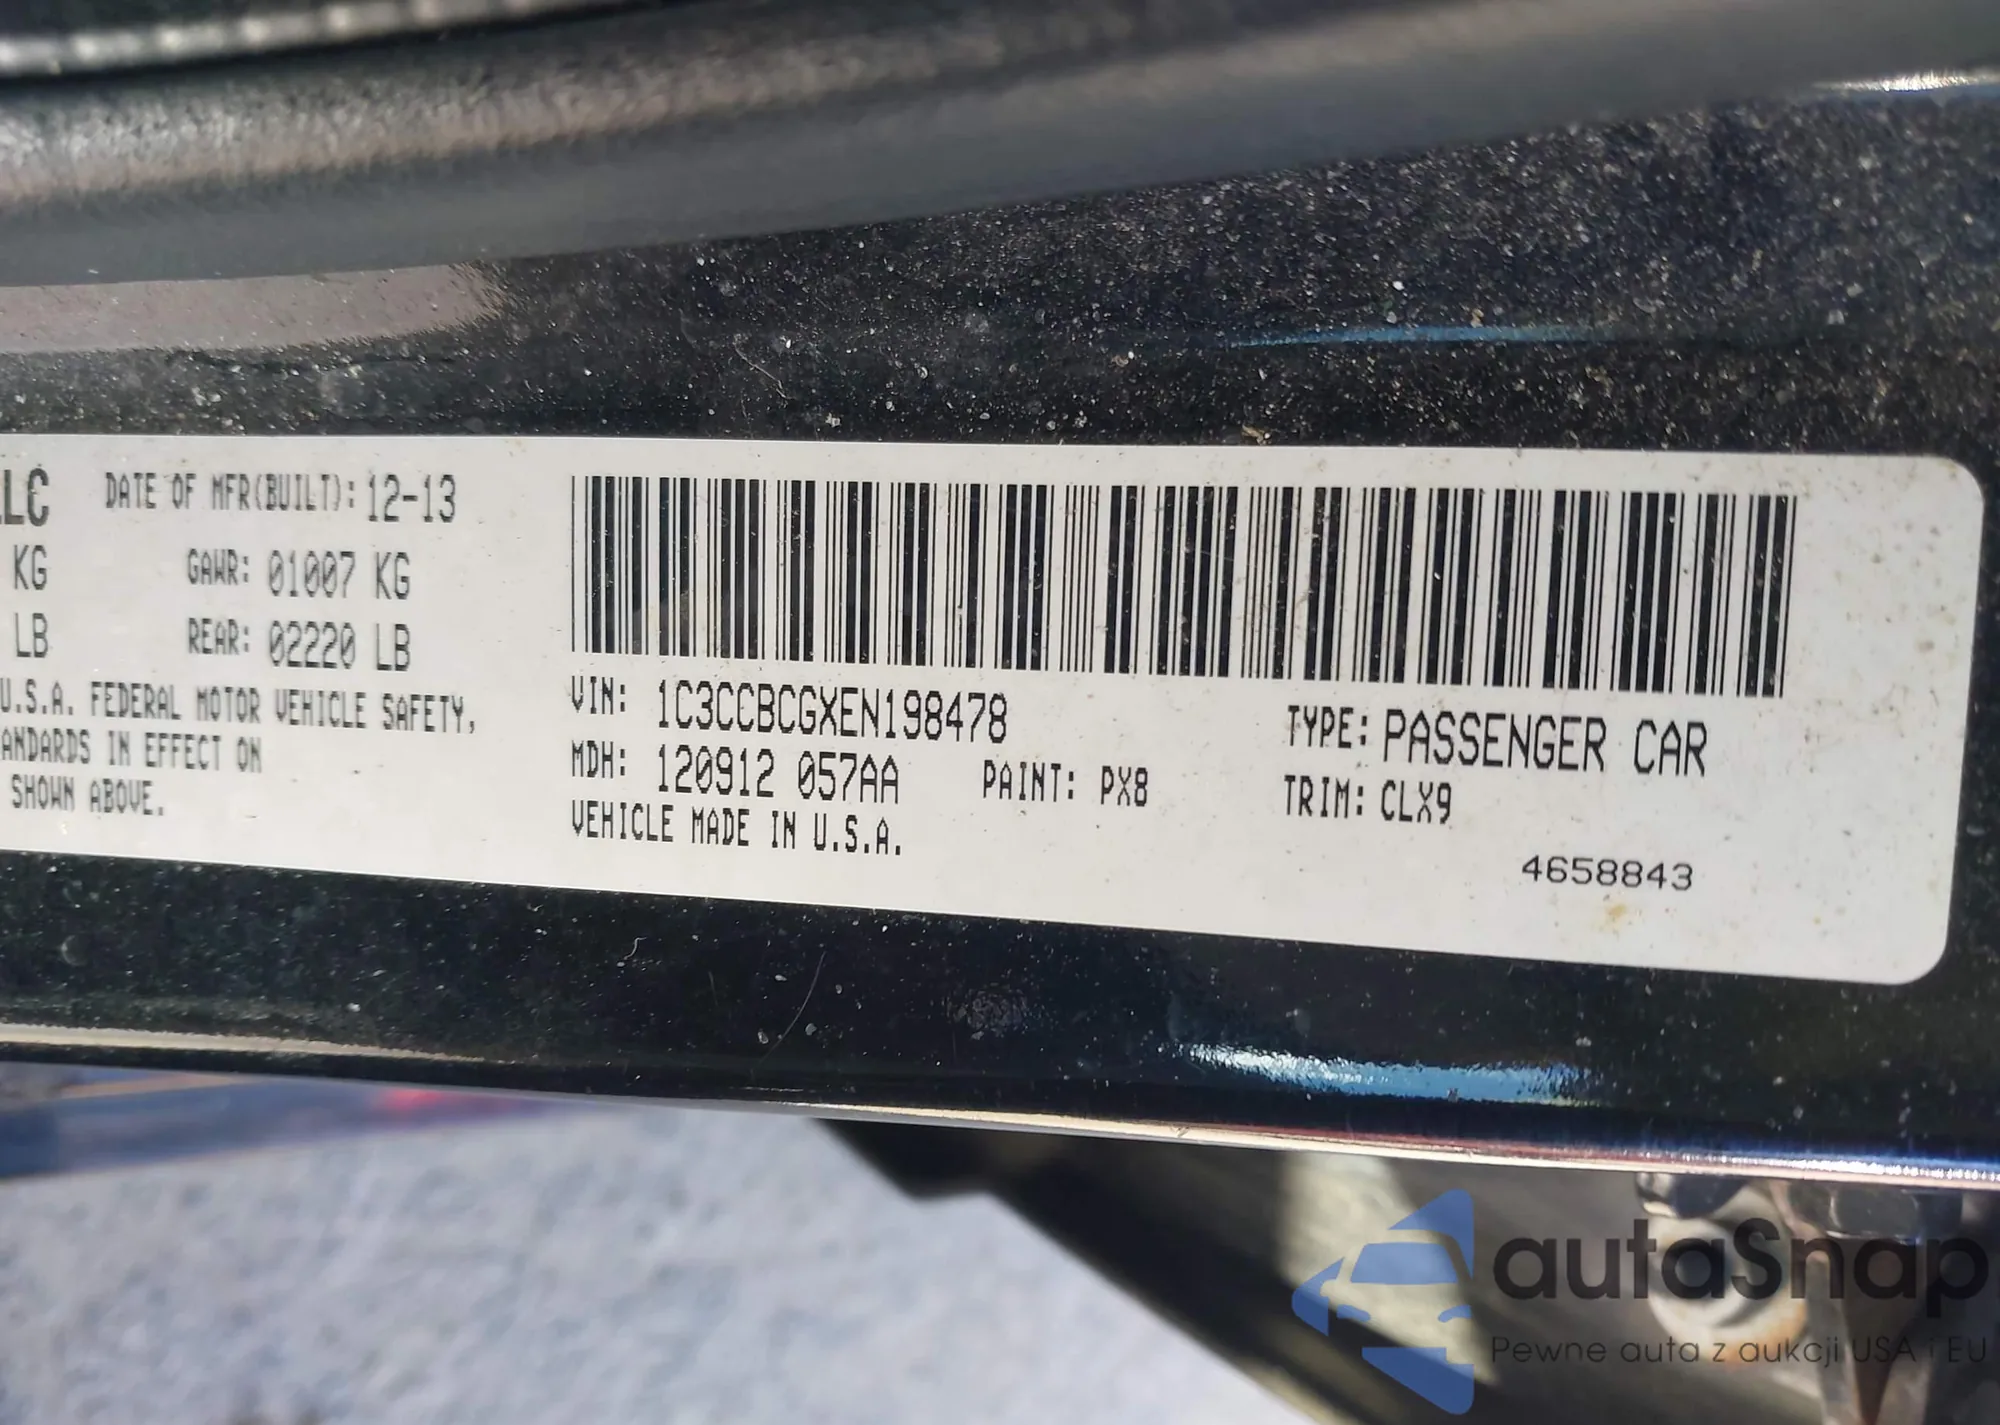 LLC DATE OF MFR(BUILT): 12-13
KG GAWR: 01007 KG
LB REAR: 02220 LB
U.S.A. FEDERAL MOTOR VEHICLE SAFETY,
ANDARDS IN EFFECT ON
SHOWN ABOVE.
VIN: 1C3CCBCGXEN198478
MDH: 120912 057AA PAINT: PX8
VEHICLE MADE IN U.S.A.
TYPE: PASSENGER CAR
TRIM: CLX9
4658843
autaSnap
Pewne auta z aukcji USA i EU